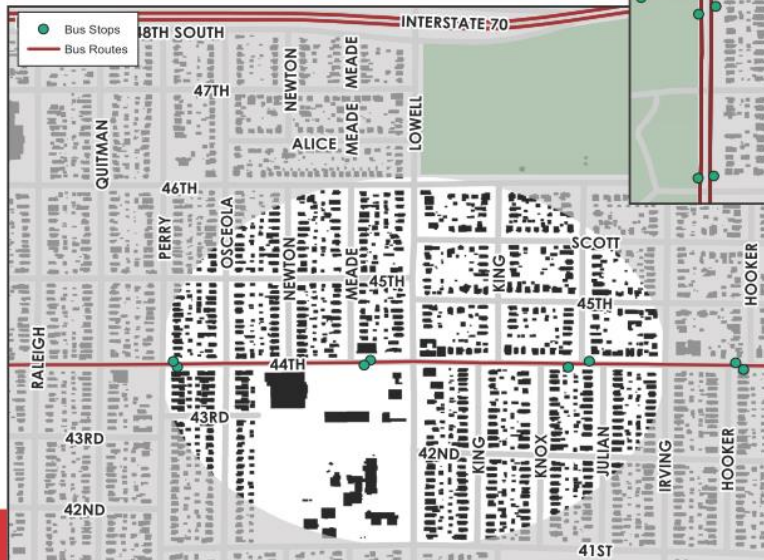 Bus Stops
Bus Routes
48TH SOUTH
INTERSTATE 70
47TH
NEWTON
MEADE
MEADE
LOWELL
ALICE
QUITMAN
46TH
PERRY
OSCEOLA
NEWTON
MEADE
45TH
KING
SCOTT
45TH
HOOKER
RALEIGH
44TH
43RD
43RD
42ND
KING
KNOX
JULIAN
IRVING
HOOKER
42ND
41ST